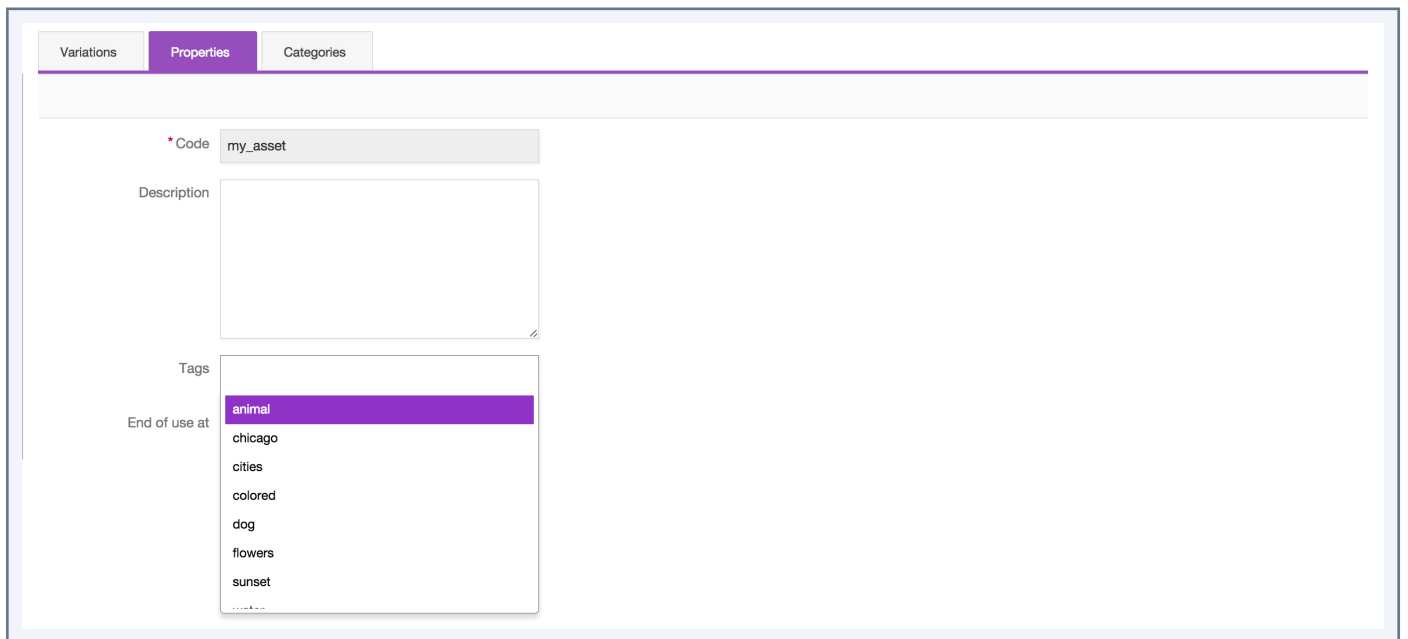 Variations Properties Categories
* Code my_asset
Description
Tags
animal
End of use at
chicago
cities
colored
dog
flowers
sunset